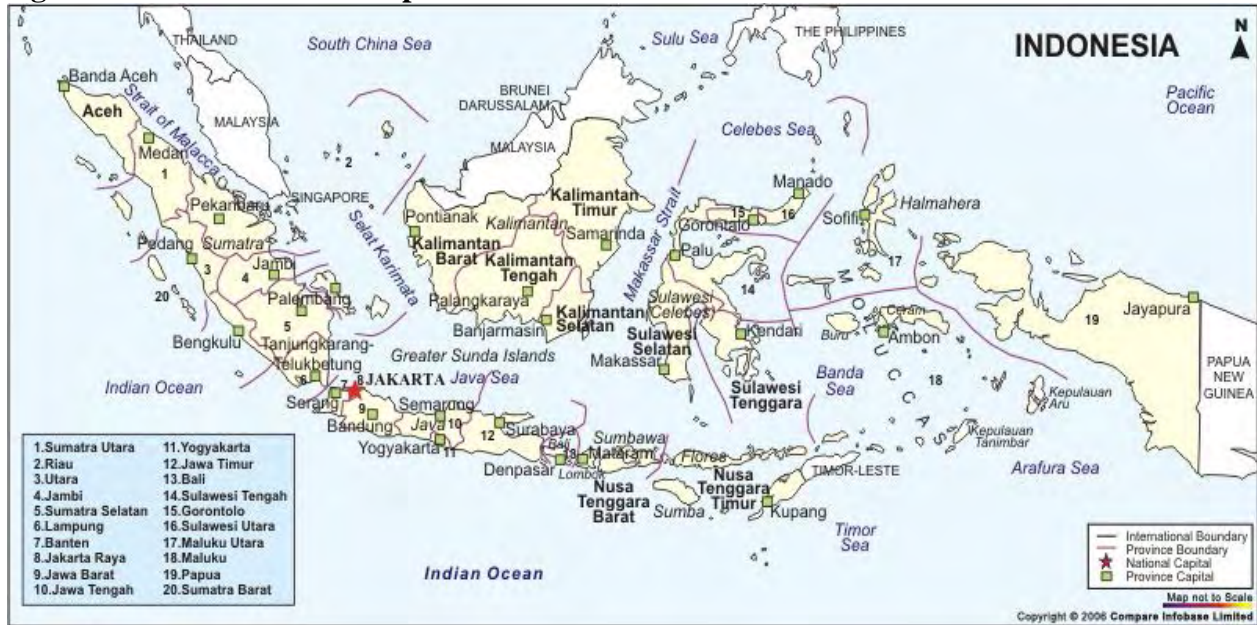 THAILAND
South China Sea
Sulu Sea
THE PHILIPPINES
INDONESIA
N
Banda Aceh
Aceh
Strait of Malacca
BRUNEI
DARUSSALAM
Pacific
Ocean
MALAYSIA
Celebes Sea
Medan
1
2
MALAYSIA
SINGAPORE
Kalimantan
Timur
Makassar Strait
Manado
Halmahera
Pekanbaru
Selat Karimata
Pontianak
Kalimantan
Samarinda
15
16
Gorontalo
Sofifi
Padang
Sumatra
3
Kalimantan
Barat
Kalimantan
Tengah
Palu
17
4
Jambi
20
Palembang
5
Palangkaraya
Kalimantan
Selatan
Sulawesi
(Celebes)
14
MOLUCCAS
Ceram
Buru
Ambon
19
Jayapura
Bengkulu
Tanjungkarang-
Telukbetung
6
Banjarmasin
Sulawesi
Selatan
Kendari
Makassar
Greater Sunda Islands
Indian Ocean
7
8
JAKARTA
Java Sea
Sulawesi
Tenggara
Banda
Sea
18
PAPUA
NEW
GUINEA
Serang
9
Bandung
Semarang
Java
10
12
Surabaya
Kepulauan
Aru
Kepulauan
Tanimbar
Yogyakarta
11
Bali
13
Mataram
Sumbawa
Flores
Denpasar
Lombok
TIMOR-LESTE
Arafura Sea
Nusa
Tenggara
Barat
Sumba
Nusa
Tenggara
Timur
Kupang
Timor
Sea
Indian Ocean
1.Sumatra Utara
2.Riau
3.Utara
4.Jambi
5.Sumatra Selatan
6.Lampung
7.Banten
8.Jakarta Raya
9.Jawa Barat
10.Jawa Tengah
11.Yogyakarta
12.Jawa Timur
13.Bali
14.Sulawesi Tengah
15.Gorontolo
16.Sulawesi Utara
17.Maluku Utara
18.Maluku
19.Papua
20.Sumatra Barat
International Boundary
Province Boundary
National Capital
Province Capital
Map not to Scale
Copyright © 2006 Compare Infobase Limited